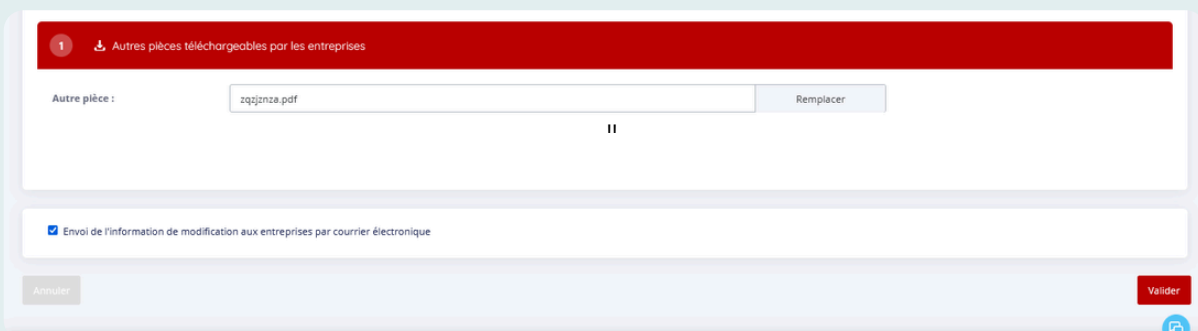 1 Autres pièces téléchargeables par les entreprises
Autre pièce : zqzjznza.pdf Remplacer
Envoi de l'information de modification aux entreprises par courrier électronique
Annuler Valider